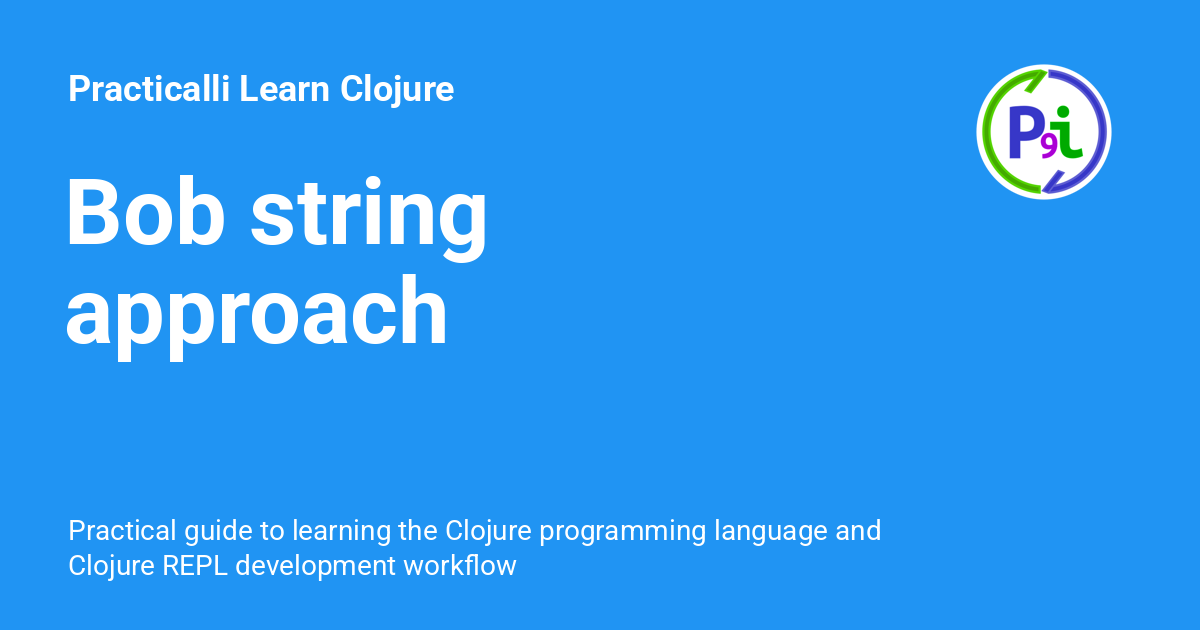 Practicalli Learn Clojure
P9i
Bob string
approach
Practical guide to learning the Clojure programming language and
Clojure REPL development workflow